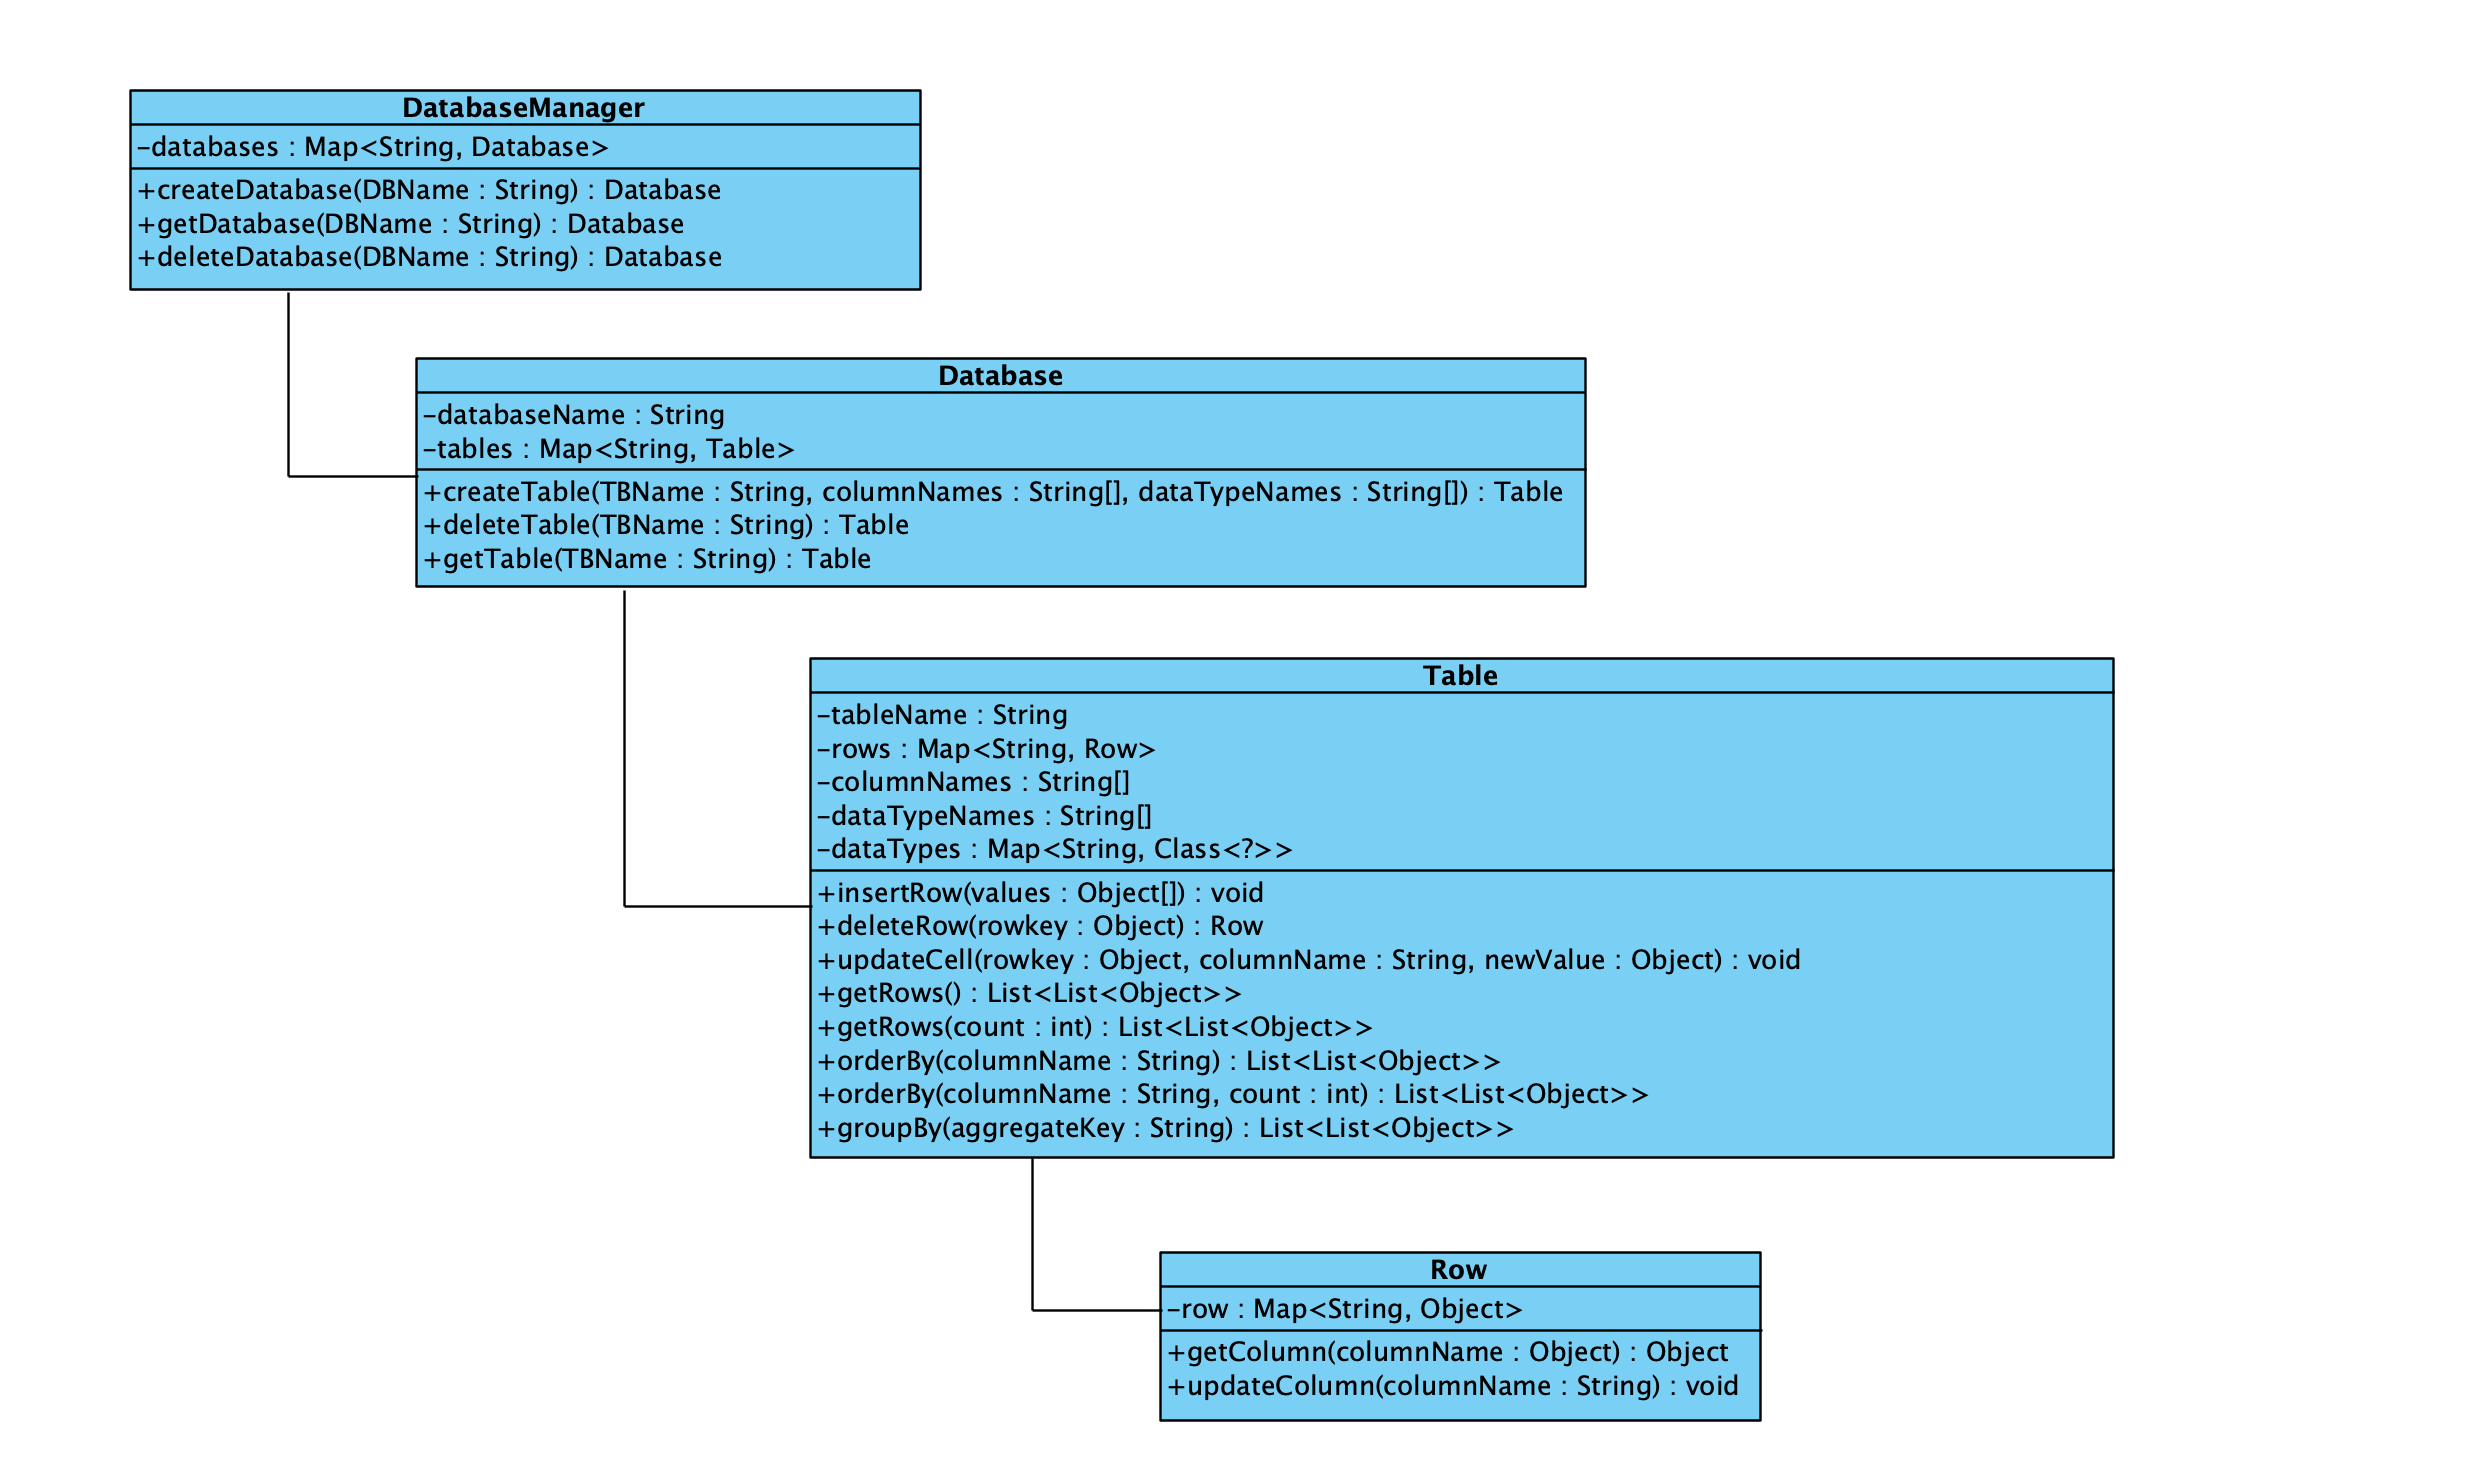 DatabaseManager
-databases : Map<String, Database>
+createDatabase(DBName : String) : Database
+getDatabase(DBName : String) : Database
+deleteDatabase(DBName : String) : Database
Database
-databaseName : String
-tables : Map<String, Table>
+createTable(TBName : String, columnNames : String[], dataTypeNames : String[]) : Table
+deleteTable(TBName : String) : Table
+getTable(TBName : String) : Table
Table
-tableName : String
-rows : Map<String, Row>
-columnNames : String[]
-dataTypeNames : String[]
-dataTypes : Map<String, Class<?>>
+insertRow(values : Object[]) : void
+deleteRow(rowkey : Object) : Row
+updateCell(rowkey : Object, columnName : String, newValue : Object) : void
+getRows() : List<List<Object>>
+getRows(count : int) : List<List<Object>>
+orderBy(columnName : String) : List<List<Object>>
+orderBy(columnName : String, count : int) : List<List<Object>>
+groupBy(aggregateKey : String) : List<List<Object>>
Row
-row : Map<String, Object>
+getColumn(columnName : Object) : Object
+updateColumn(columnName : String) : void